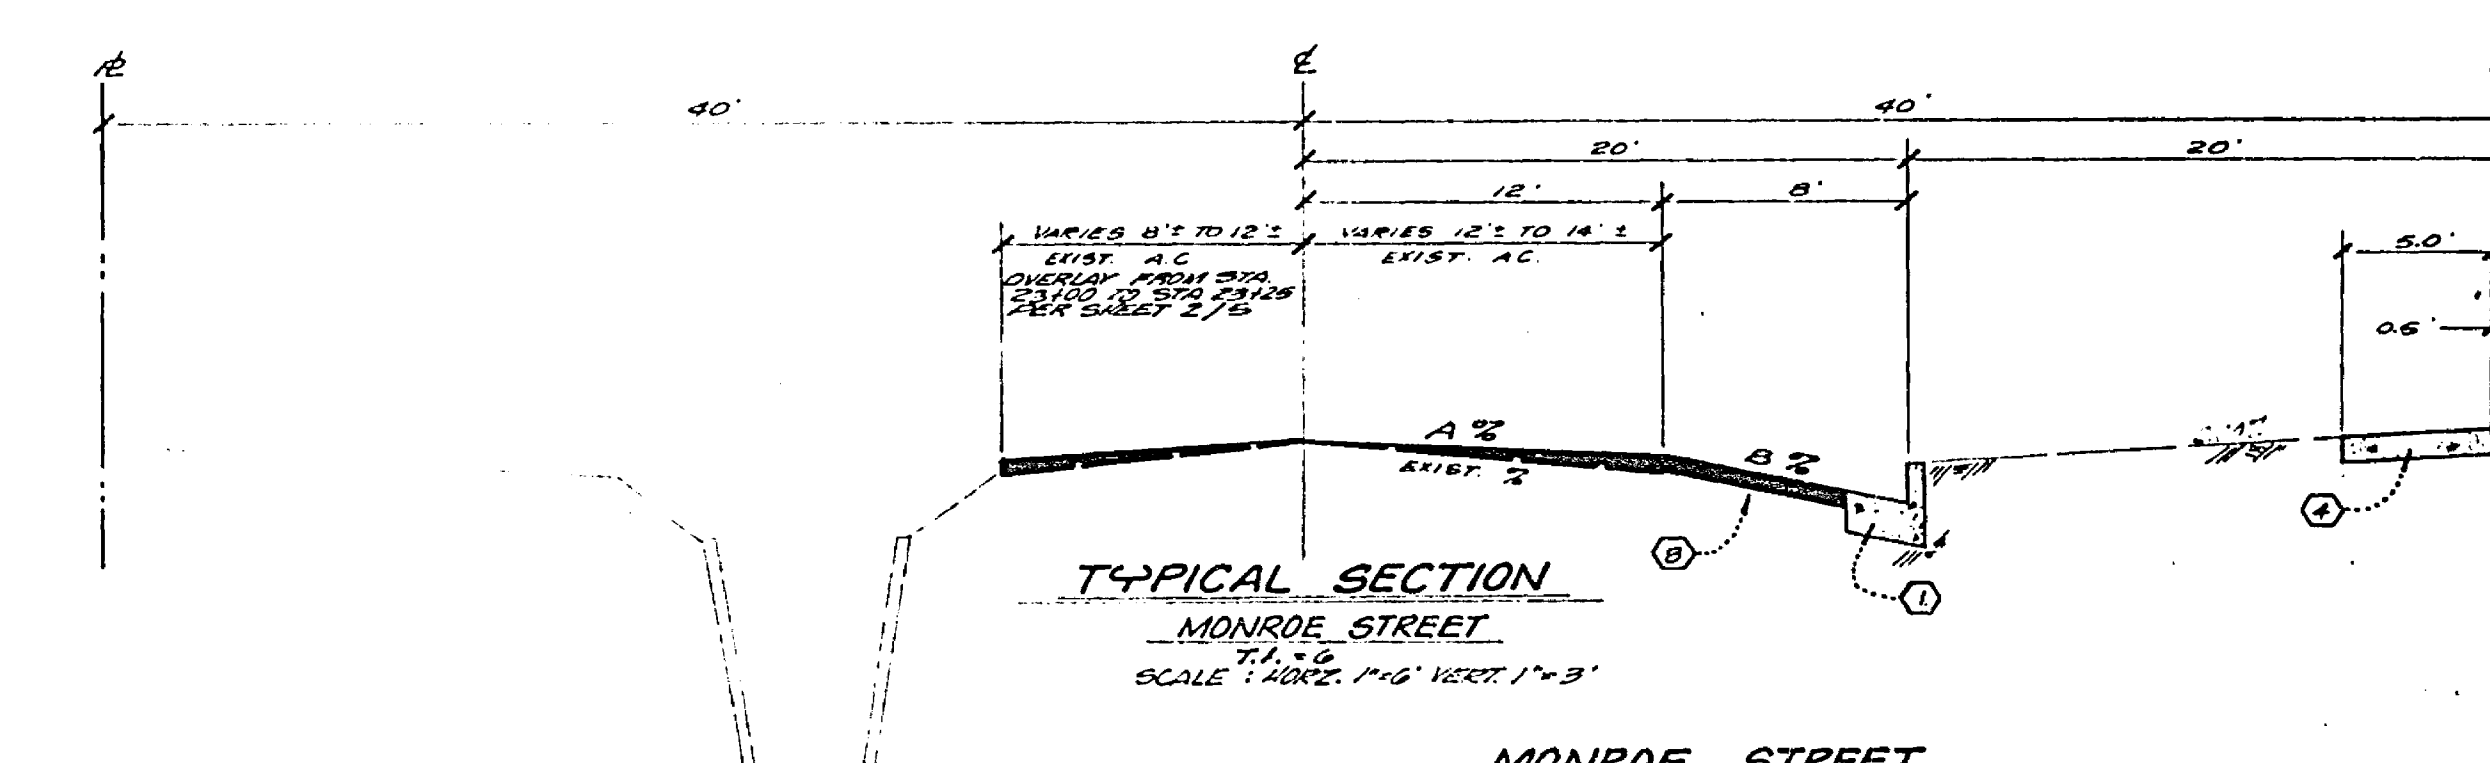 ℄
40'
40'
20'
20'
12'
8'
VARIES 8'± TO 12'±
EXIST. A.C
OVERLAY FROM STA.
23+00 TO STA 23+25
PER SHEET 2/5
VARIES 12'± TO 14'±
EXIST. AC.
5.0'
A %
EXIST. %
B %
4
8
1
TYPICAL SECTION
MONROE STREET
T.I. = 6
SCALE : HORZ. 1"=6' VERT. 1"=3'
MONROE STREET